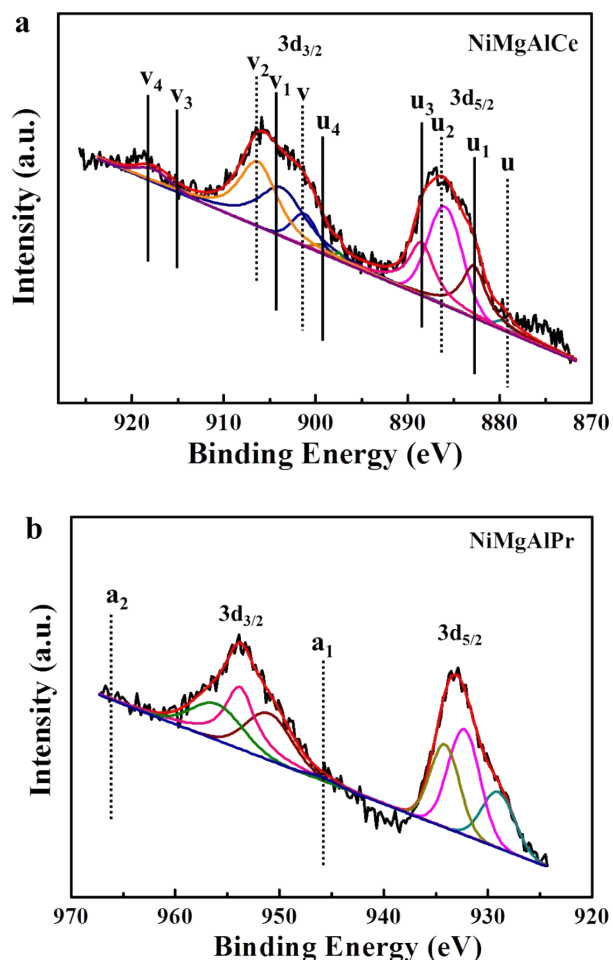 a
NiMgAlCe
3d3/2
3d5/2
v4 v3 v2 v1 v u4 u3 u2 u1 u
Intensity (a.u.)
920 910 900 890 880 870
Binding Energy (eV)
b
NiMgAlPr
a2 3d3/2 a1 3d5/2
Intensity (a.u.)
970 960 950 940 930 920
Binding Energy (eV)